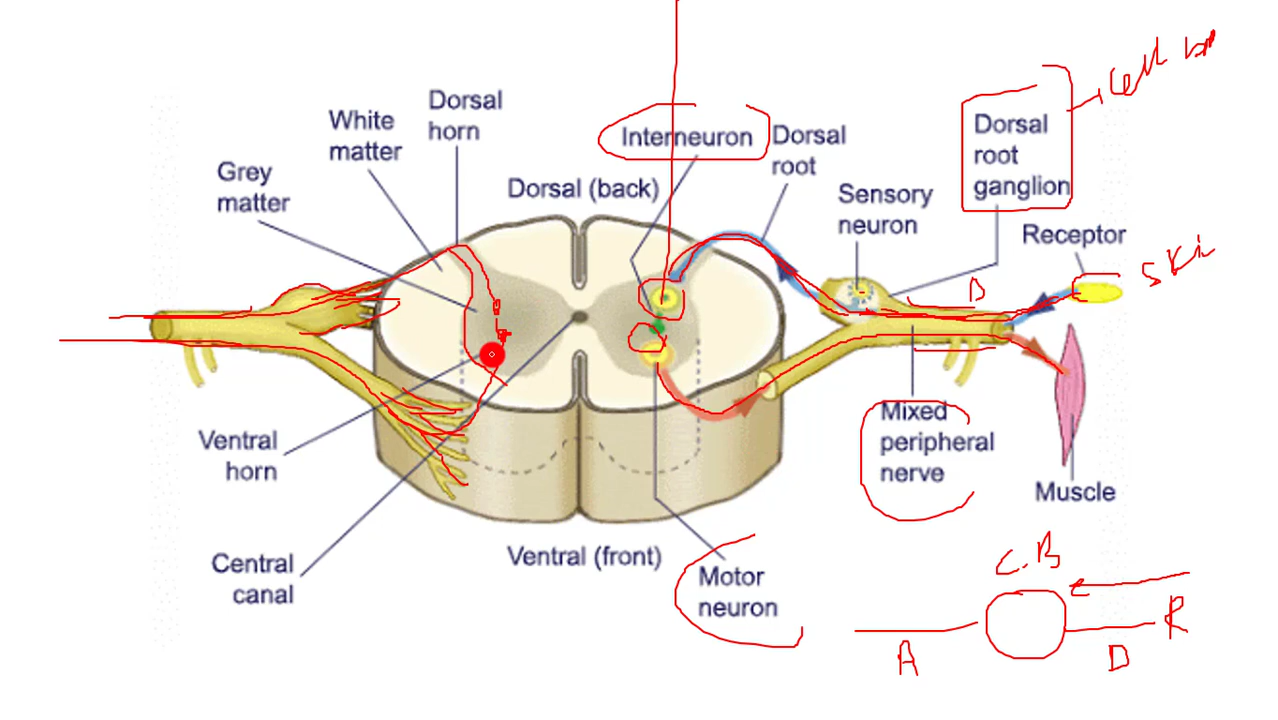 Dorsal
horn
White
matter
Grey
matter
Dorsal (back)
Interneuron
Dorsal
root
Sensory
neuron
Dorsal
root
ganglion
Cell
Receptor
D
Ventral
horn
Central
canal
Ventral (front)
Motor
neuron
Mixed
peripheral
nerve
Muscle
C.B
A
D
R